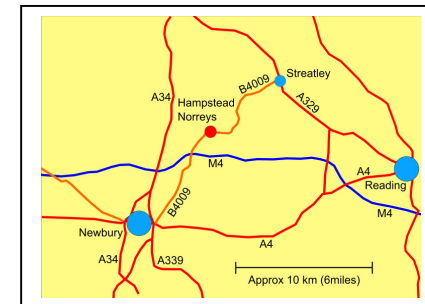 Streatley
B4009
A34
Hampstead
Norreys
A329
M4
A4
Reading
B4009
M4
Newbury
A4
A34
A339
Approx 10 km (6miles)